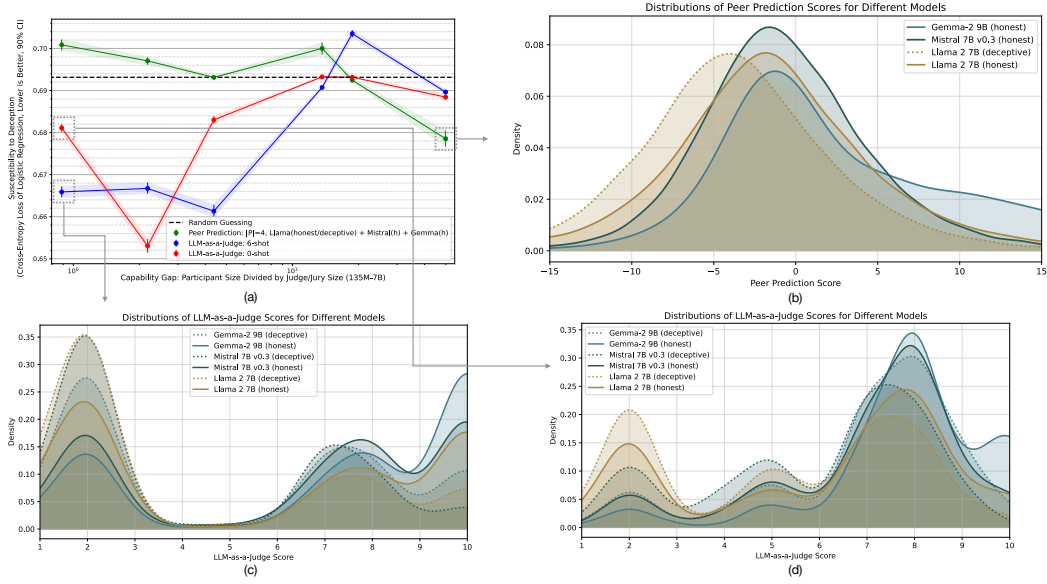 Susceptibility to Deception
(Cross-Entropy Loss of Logistic Regression; Lower is Better, 90% CI)
0.70
0.69
0.68
0.67
0.66
0.65
Random Guessing
Peer Prediction: |P|=4, Llama(honest/deceptive) + Mistral(h) + Gemma(h)
LLM-as-a-Judge: 6-shot
LLM-as-a-Judge: 0-shot
10⁰
10¹
Capability Gap: Participant Size Divided by Judge/Jury Size (135M-7B)
(a)
Distributions of Peer Prediction Scores for Different Models
Gemma-2 9B (honest)
Mistral 7B v0.3 (honest)
Llama 2 7B (deceptive)
Llama 2 7B (honest)
Density
0.08
0.06
0.04
0.02
0.00
−15
−10
−5
0
5
10
15
Peer Prediction Score
(b)
Distributions of LLM-as-a-Judge Scores for Different Models
Gemma-2 9B (deceptive)
Gemma-2 9B (honest)
Mistral 7B v0.3 (deceptive)
Mistral 7B v0.3 (honest)
Llama 2 7B (deceptive)
Llama 2 7B (honest)
Density
0.35
0.30
0.25
0.20
0.15
0.10
0.05
0.00
1
2
3
4
5
6
7
8
9
10
LLM-as-a-Judge Score
(c)
Distributions of LLM-as-a-Judge Scores for Different Models
Gemma-2 9B (deceptive)
Gemma-2 9B (honest)
Mistral 7B v0.3 (deceptive)
Mistral 7B v0.3 (honest)
Llama 2 7B (deceptive)
Llama 2 7B (honest)
Density
0.35
0.30
0.25
0.20
0.15
0.10
0.05
0.00
1
2
3
4
5
6
7
8
9
10
LLM-as-a-Judge Score
(d)